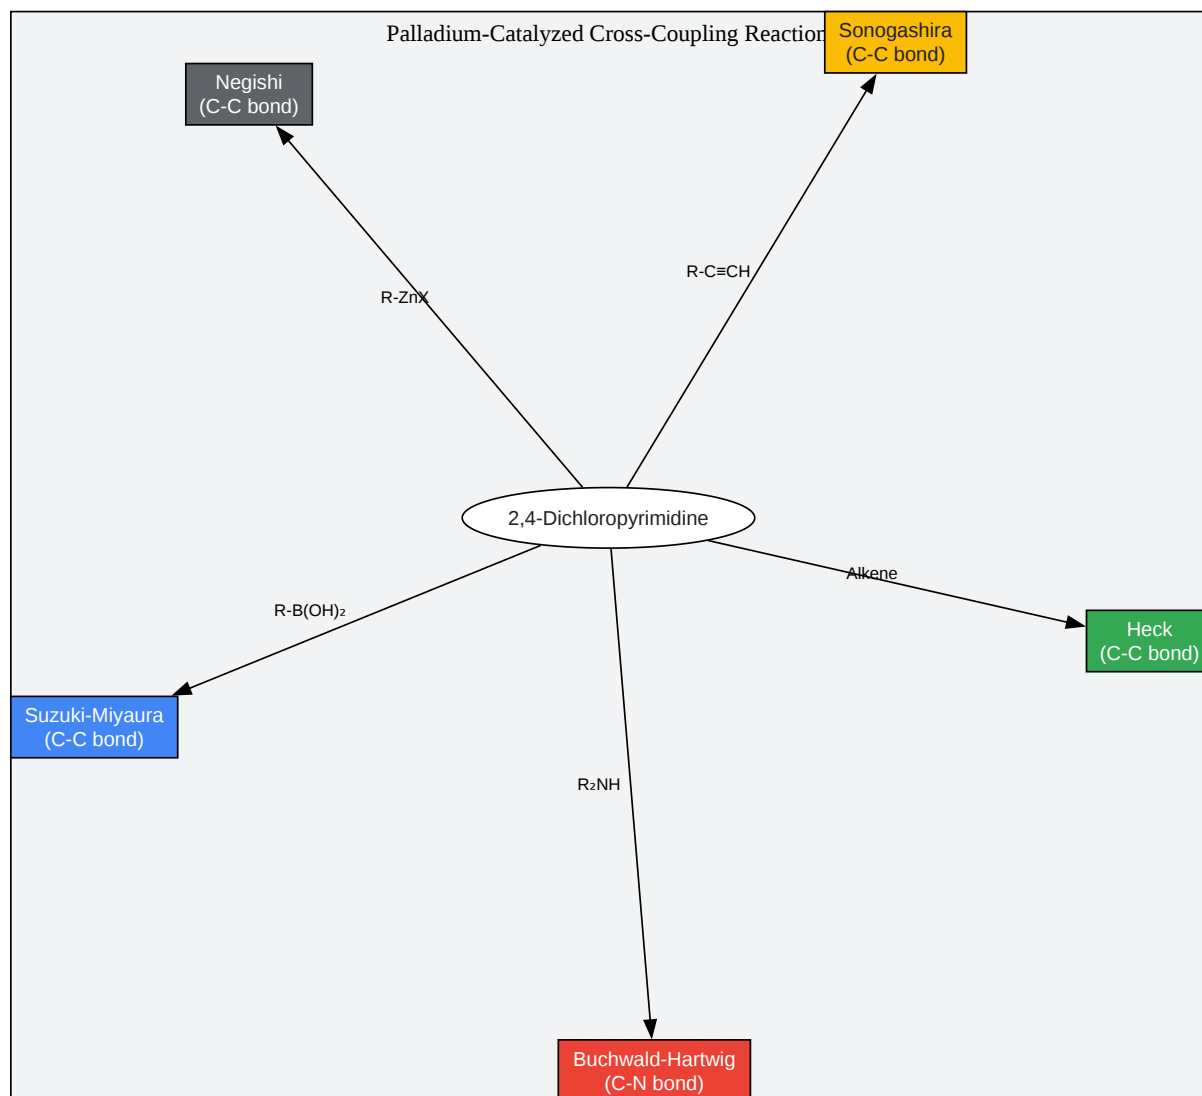 Palladium-Catalyzed Cross-Coupling Reaction
Sonogashira
(C-C bond)
Negishi
(C-C bond)
R-C≡CH
R-ZnX
2,4-Dichloropyrimidine
Alkene
R-B(OH)₂
Heck
(C-C bond)
Suzuki-Miyaura
(C-C bond)
R₂NH
Buchwald-Hartwig
(C-N bond)